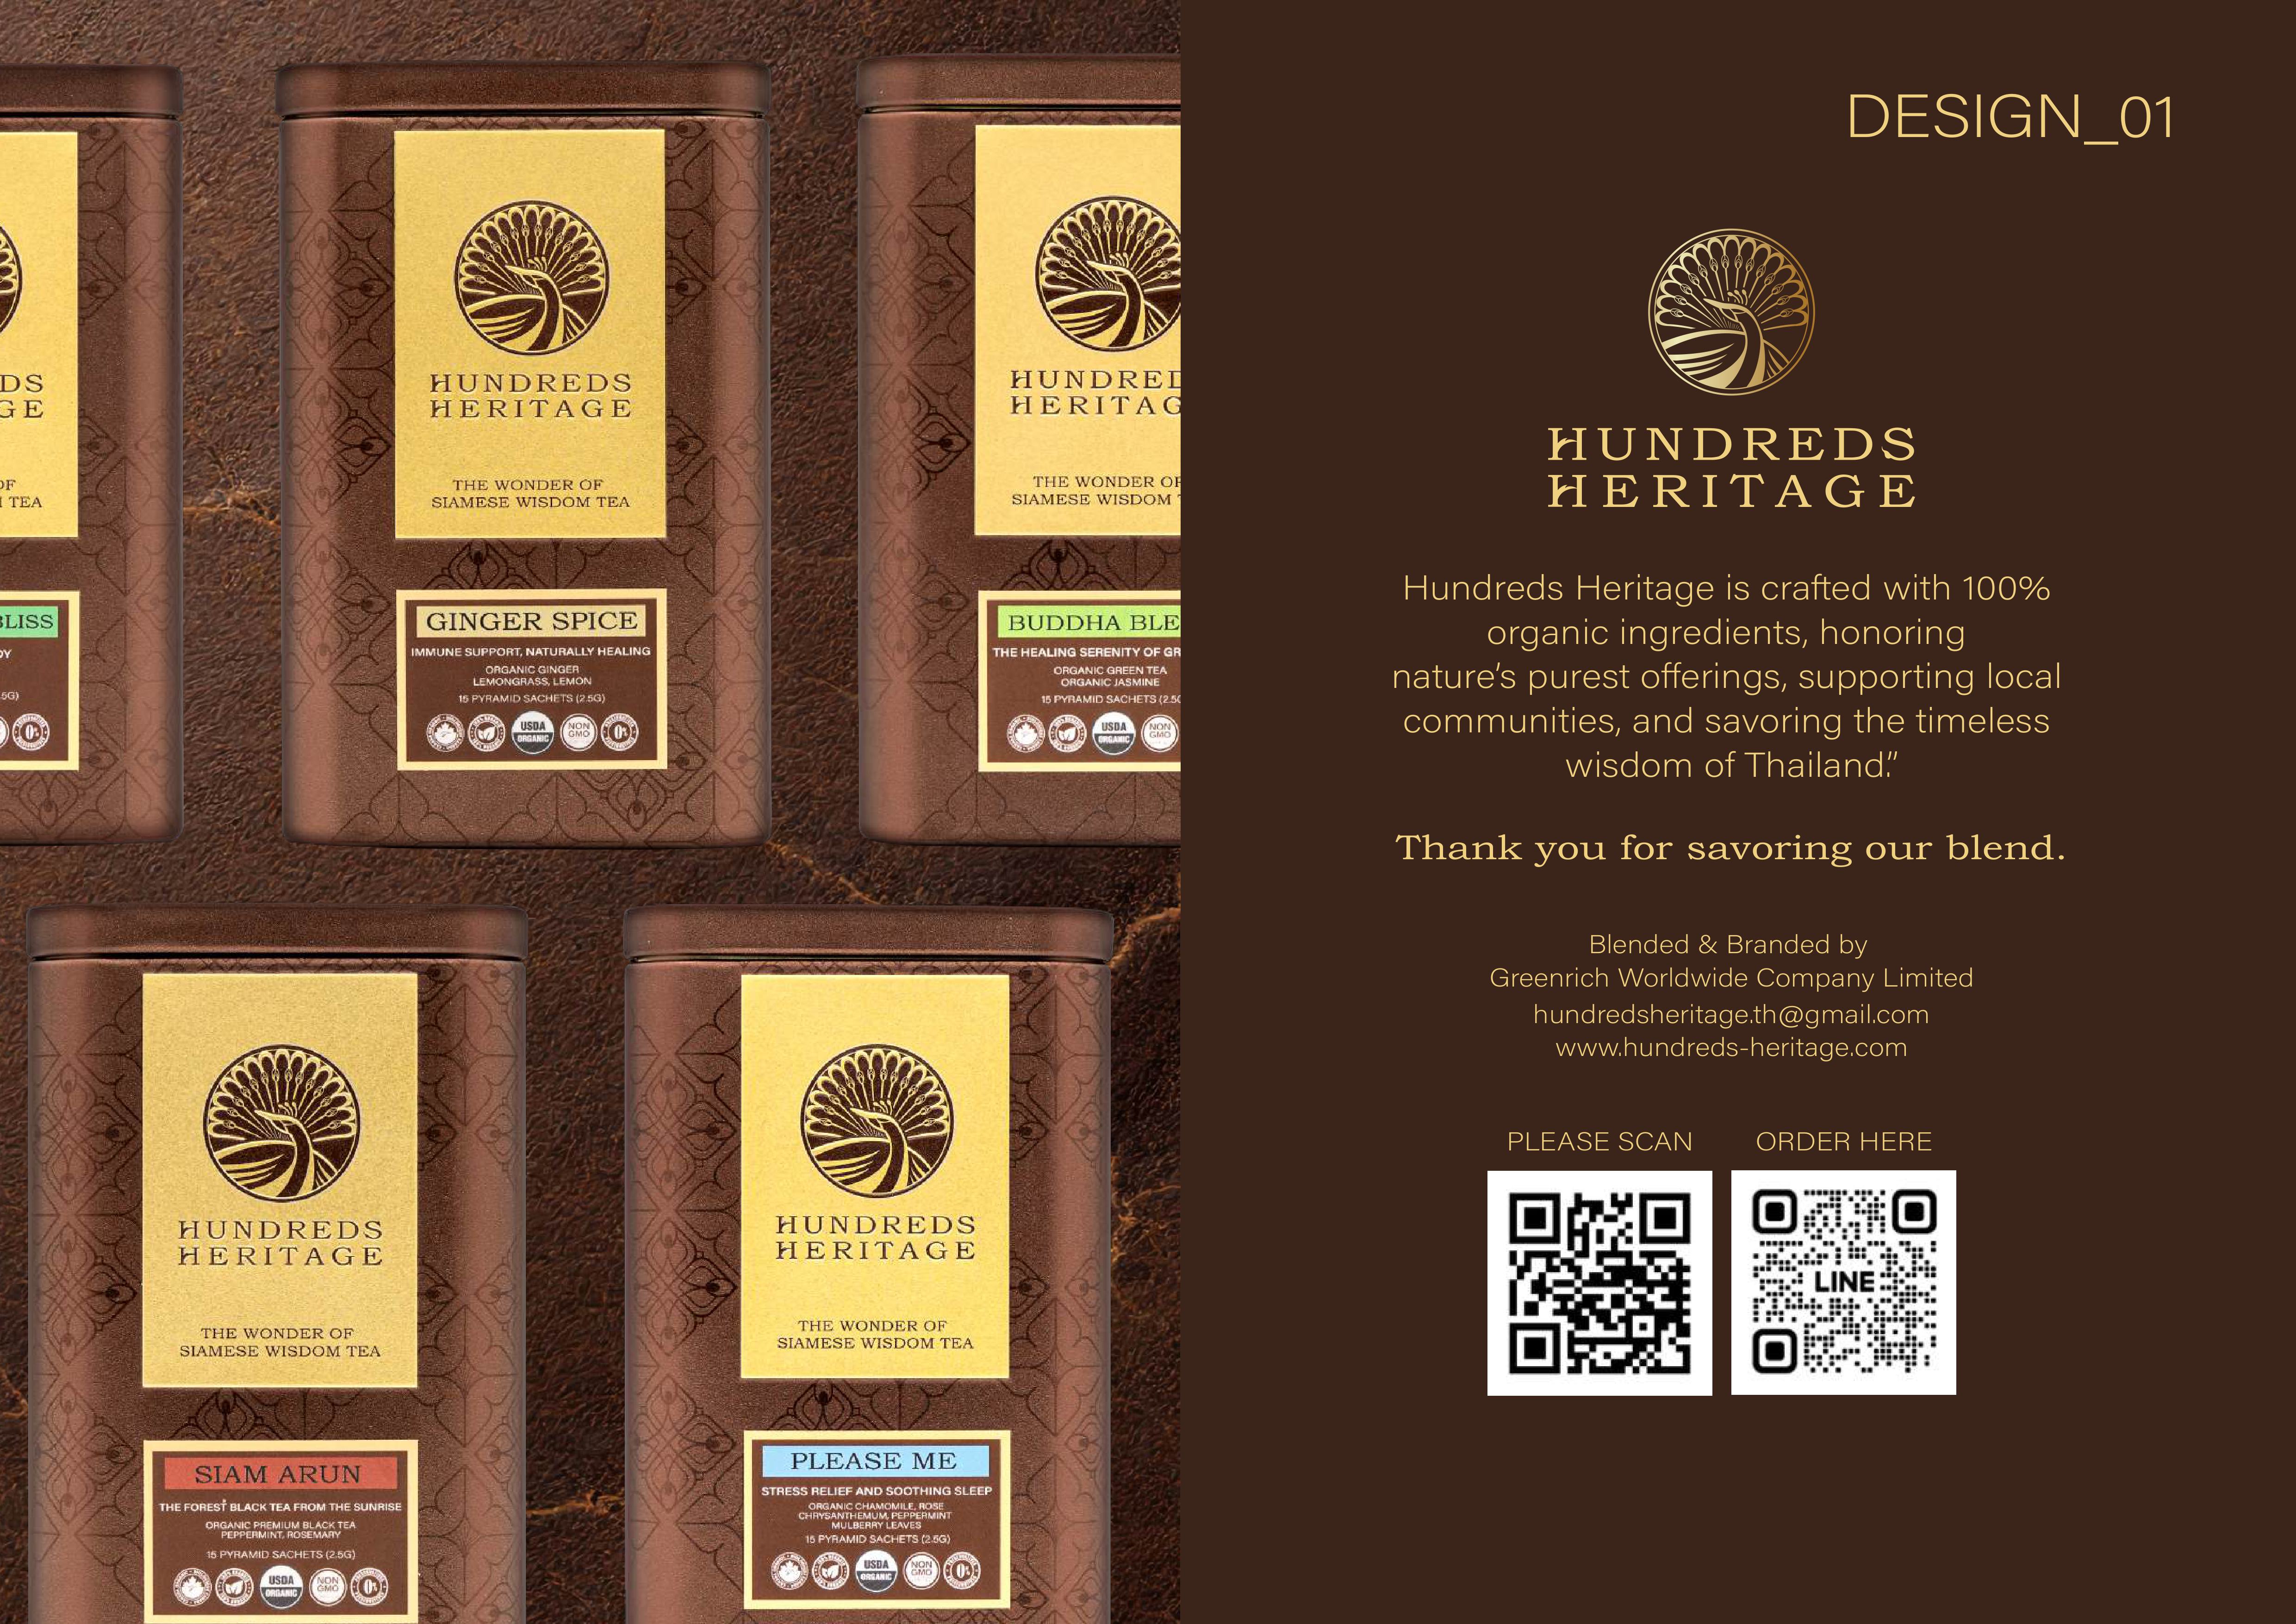 DS
GE
OF
TEA
BLISS
HUNDREDS
HERITAGE
THE WONDER OF
SIAMESE WISDOM TEA
GINGER SPICE
IMMUNE SUPPORT, NATURALLY HEALING
ORGANIC GINGER
LEMONGRASS, LEMON
15 PYRAMID SACHETS (2.5G)
USDA
ORGANIC
NON
GMO
0%
HUNDRED
HERITAG
THE WONDER OF
SIAMESE WISDOM
BUDDHA BLE
THE HEALING SERENITY OF GR
ORGANIC GREEN TEA
ORGANIC JASMINE
15 PYRAMID SACHETS (2.5G
USDA
ORGANIC
NON
GMO
HUNDREDS
HERITAGE
THE WONDER OF
SIAMESE WISDOM TEA
SIAM ARUN
THE FOREST BLACK TEA FROM THE SUNRISE
ORGANIC PREMIUM BLACK TEA
PEPPERMINT, ROSEMARY
15 PYRAMID SACHETS (2.5G)
USDA
ORGANIC
NON
GMO
0%
HUNDREDS
HERITAGE
THE WONDER OF
SIAMESE WISDOM TEA
PLEASE ME
STRESS RELIEF AND SOOTHING SLEEP
ORGANIC CHAMOMILE, ROSE
CHRYSANTHEMUM, PEPPERMINT
MULBERRY LEAVES
15 PYRAMID SACHETS (2.5G)
USDA
ORGANIC
NON
GMO
0%
DESIGN_01
HUNDREDS
HERITAGE
Hundreds Heritage is crafted with 100%
organic ingredients, honoring
nature's purest offerings, supporting local
communities, and savoring the timeless
wisdom of Thailand."
Thank you for savoring our blend.
Blended & Branded by
Greenrich Worldwide Company Limited
hundredsheritage.th@gmail.com
www.hundreds-heritage.com
PLEASE SCAN
ORDER HERE
LINE